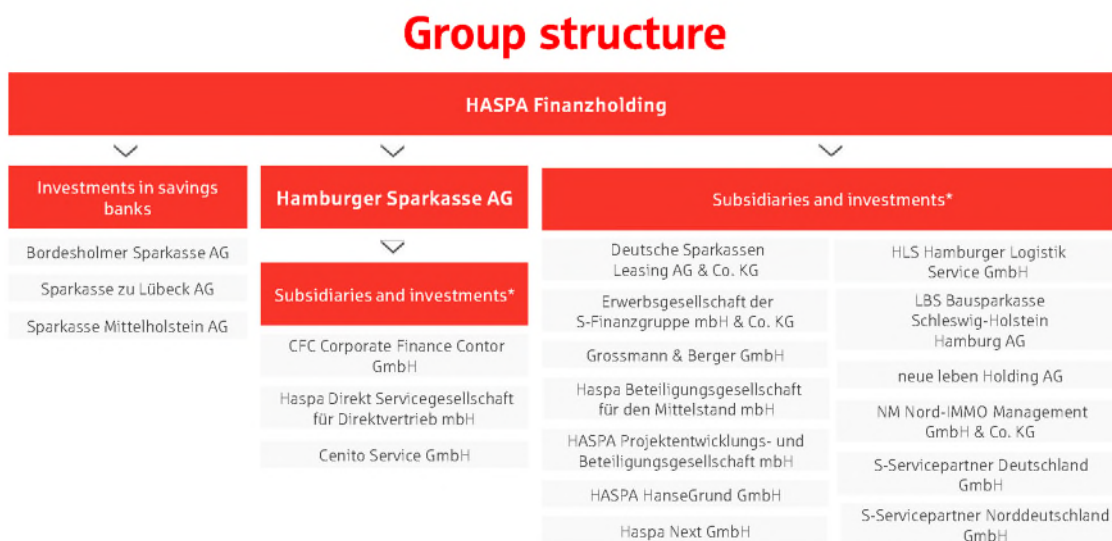 Group structure
HASPA Finanzholding
Investments in savings
banks
Bordesholmer Sparkasse AG
Sparkasse zu Lübeck AG
Sparkasse Mittelholstein AG
Hamburger Sparkasse AG
Subsidiaries and investments*
CFC Corporate Finance Contor
GmbH
Haspa Direkt Servicegesellschaft
für Direktvertrieb mbH
Cenito Service GmbH
Subsidiaries and investments*
Deutsche Sparkassen
Leasing AG & Co. KG
Erwerbsgesellschaft der
S-Finanzgruppe mbH & Co. KG
Grossmann & Berger GmbH
Haspa Beteiligungsgesellschaft
für den Mittelstand mbH
HASPA Projektentwicklungs- und
Beteiligungsgesellschaft mbH
HASPA HanseGrund GmbH
Haspa Next GmbH
HLS Hamburger Logistik
Service GmbH
LBS Bausparkasse
Schleswig-Holstein
Hamburg AG
neue leben Holding AG
NM Nord-IMMO Management
GmbH & Co. KG
S-Servicepartner Deutschland
GmbH
S-Servicepartner Norddeutschland
GmbH